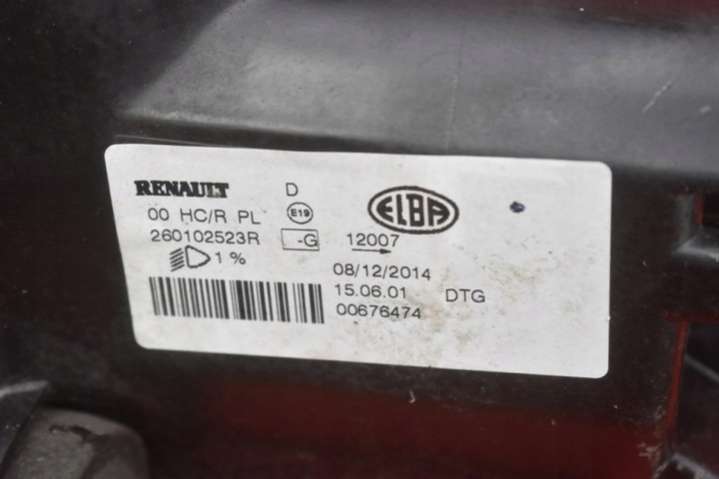 RENAULT D
00 HC/R PL E19 ELBA
260102523R -G 12007
1 % 08/12/2014
15.06.01 DTG
00676474